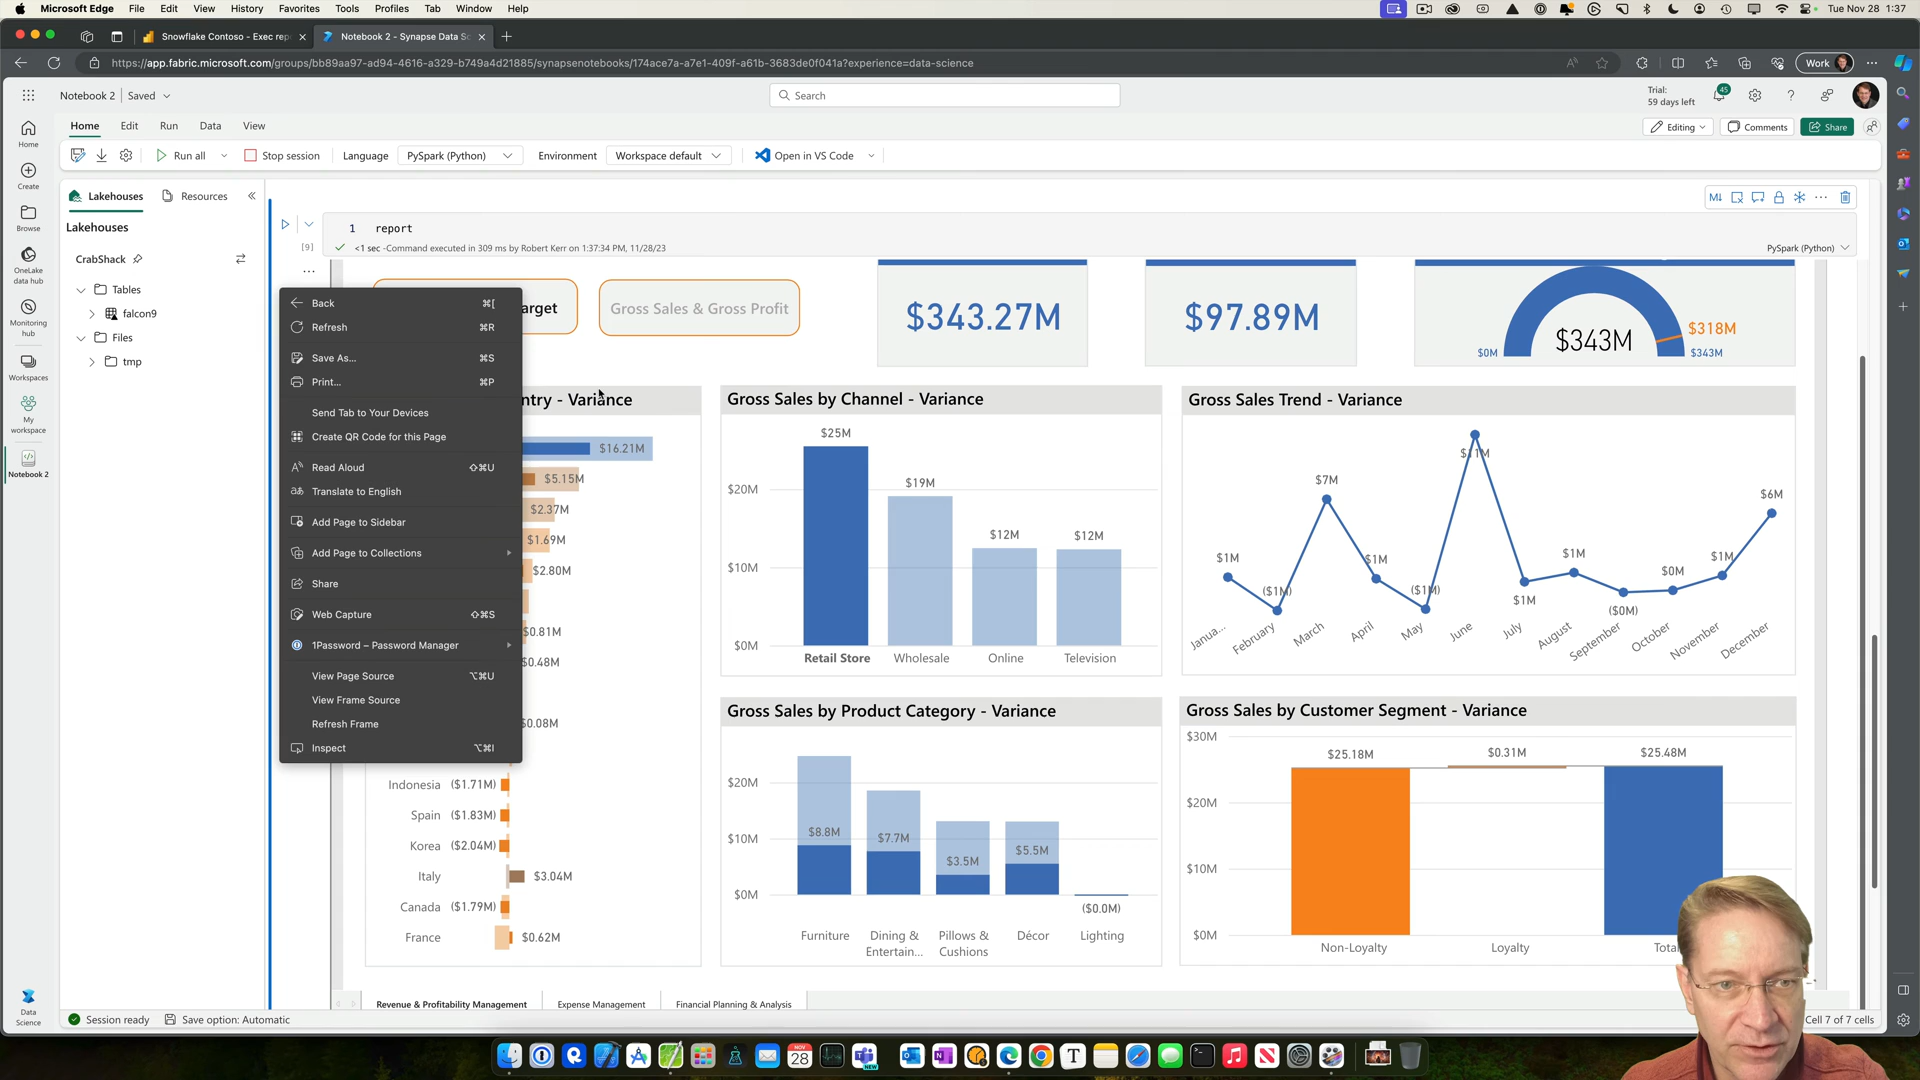 Microsoft Edge File Edit View History Favorites Tools Profiles Tab Window Help
Tue Nov 28 1:37
Snowflake Contoso - Exec rep
Notebook 2 - Synapse Data Sc
https://app.fabric.microsoft.com/groups/bb89aa97-ad94-4616-a329-b749a4d21885/synapsenotebooks/174ace7a-a7e1-409f-a61b-3683de0f041a?experience=data-science
Work
Notebook 2 Saved
Search
Trial:
59 days left
45
Home Edit Run Data View
Editing Comments Share
Run all Stop session Language PySpark (Python) Environment Workspace default Open in VS Code
Home
Create
Browse
OneLake
data hub
Monitoring
hub
Workspaces
My
workspace
Notebook 2
Data
Science
Lakehouses Resources
Lakehouses
CrabShack
Tables
falcon9
Files
tmp
1 report
[9] <1 sec -Command executed in 309 ms by Robert Kerr on 1:37:34 PM, 11/28/23 PySpark (Python)
arget
Gross Sales & Gross Profit
$343.27M
$97.89M
$343M
$318M
$0M
$343M
Back ⌘[
Refresh ⌘R
Save As... ⌘S
Print... ⌘P
Send Tab to Your Devices
Create QR Code for this Page
Read Aloud ⇧⌘U
Translate to English
Add Page to Sidebar
Add Page to Collections
Share
Web Capture ⇧⌘S
1Password – Password Manager
View Page Source ⌥⌘U
View Frame Source
Refresh Frame
Inspect ⌥⌘I
ntry - Variance
$16.21M
$5.15M
$2.37M
$1.69M
$2.80M
$0.81M
$0.48M
$0.08M
Indonesia ($1.71M)
Spain ($1.83M)
Korea ($2.04M)
Italy $3.04M
Canada ($1.79M)
France $0.62M
Gross Sales by Channel - Variance
$25M
$20M
$19M
$12M
$12M
$10M
$0M
Retail Store Wholesale Online Television
Gross Sales Trend - Variance
$1M
($1M)
$7M
$1M
($1M)
$11M
$1M
$1M
($0M)
$0M
$1M
$6M
Janua... February March April May June July August September October November December
Gross Sales by Product Category - Variance
$20M
$10M
$0M
$8.8M
$7.7M
$3.5M
$5.5M
($0.0M)
Furniture
Dining &
Entertain...
Pillows &
Cushions
Décor
Lighting
Gross Sales by Customer Segment - Variance
$30M
$20M
$10M
$0M
$25.18M
$0.31M
$25.48M
Non-Loyalty Loyalty Tota
Revenue & Profitability Management Expense Management Financial Planning & Analysis
Session ready Save option: Automatic
Cell 7 of 7 cells
NOV
28
NEW